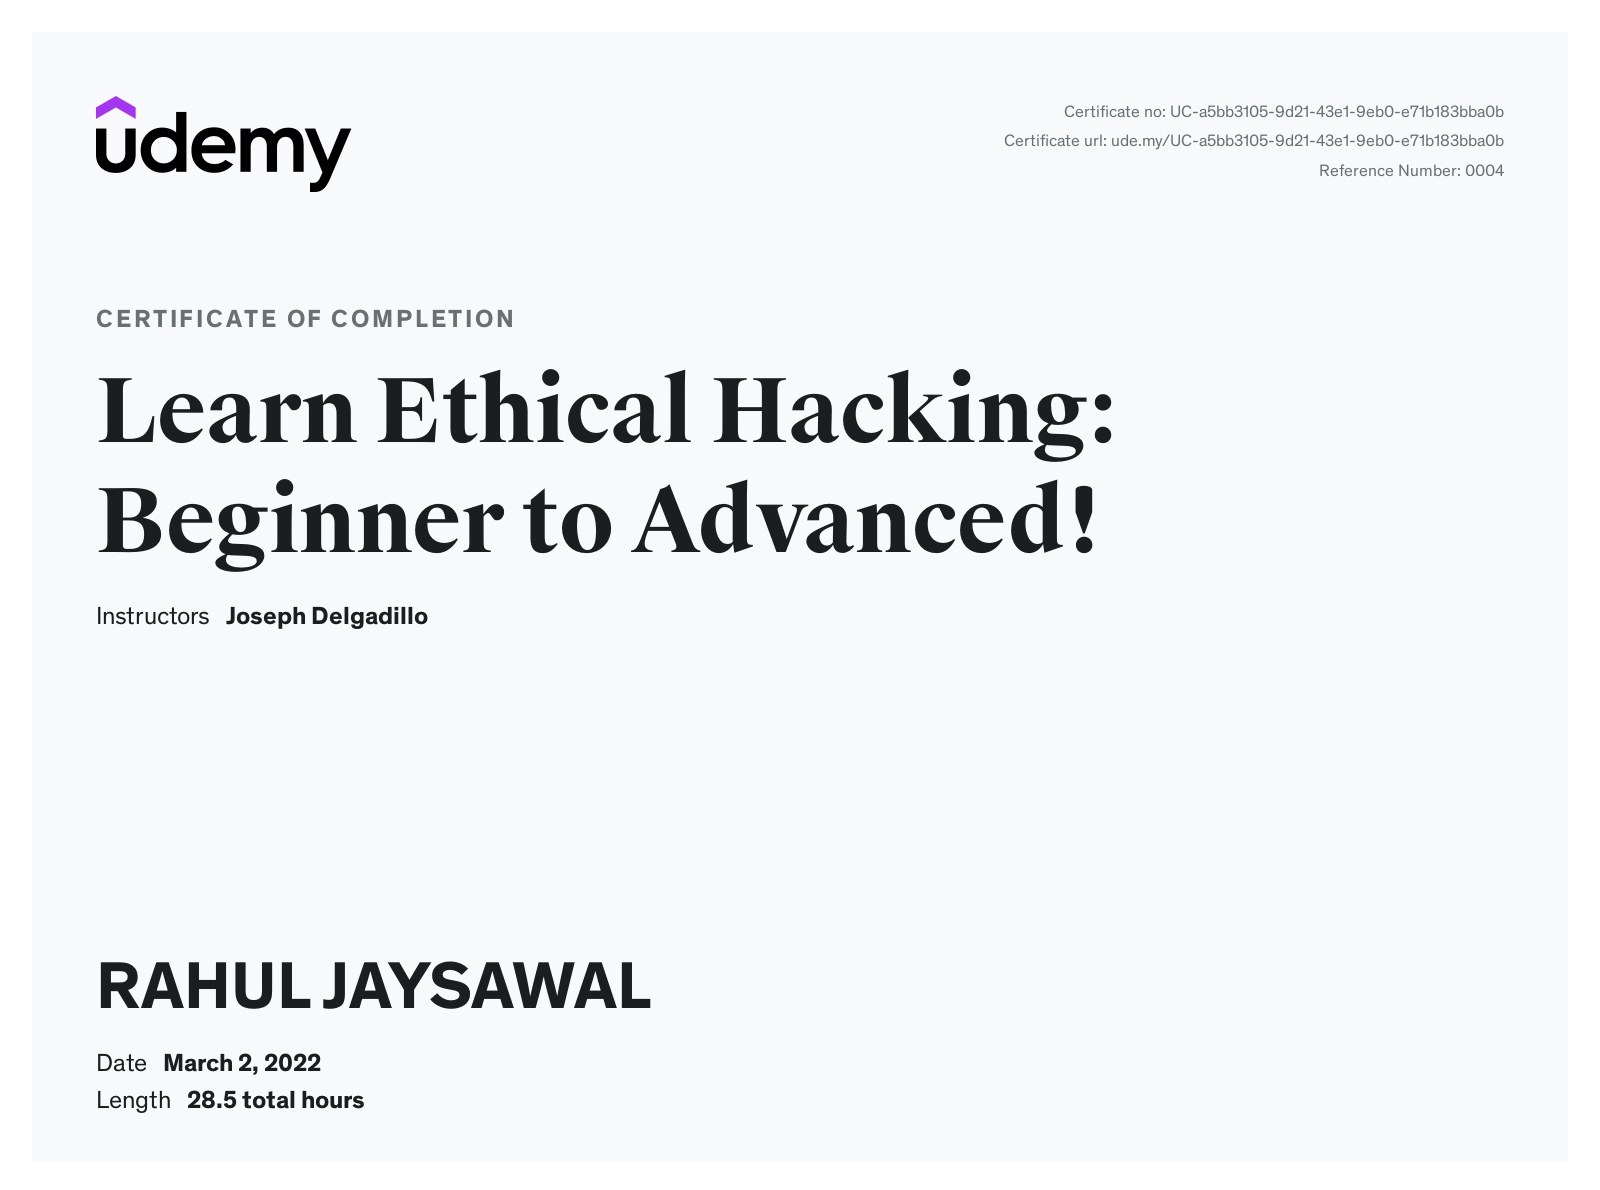 udemy
Certificate no: UC-a5bb3105-9d21-43e1-9eb0-e71b183bba0b
Certificate url: ude.my/UC-a5bb3105-9d21-43e1-9eb0-e71b183bba0b
Reference Number: 0004
CERTIFICATE OF COMPLETION
Learn Ethical Hacking:
Beginner to Advanced!
Instructors Joseph Delgadillo
RAHUL JAYSAWAL
Date March 2, 2022
Length 28.5 total hours